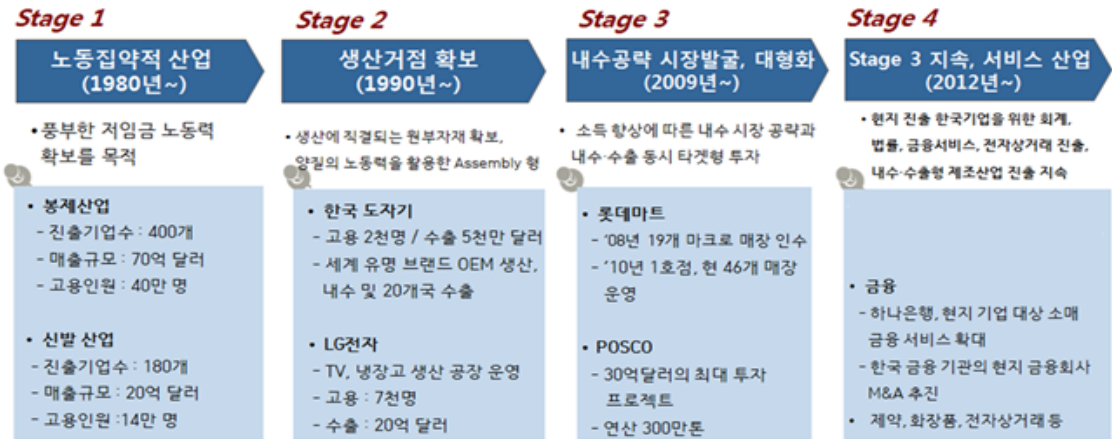 Stage 1
노동집약적 산업
(1980년~)
•풍부한 저임금 노동력
확보를 목적
• 봉제산업
- 진출기업수 : 400개
- 매출규모 : 70억 달러
- 고용인원 : 40만 명
• 신발 산업
- 진출기업수 : 180개
- 매출규모 : 20억 달러
- 고용인원 :14만 명
Stage 2
생산거점 확보
(1990년~)
• 생산에 직결되는 원부자재 확보,
양질의 노동력을 활용한 Assembly 형
• 한국 도자기
- 고용 2천명 / 수출 5천만 달러
- 세계 유명 브랜드 OEM 생산,
내수 및 20개국 수출
• LG전자
- TV, 냉장고 생산 공장 운영
- 고용 : 7천명
- 수출 : 20억 달러
Stage 3
내수공략 시장발굴, 대형화
(2009년~)
• 소득 향상에 따른 내수 시장 공략과
내수·수출 동시 타겟형 투자
• 롯데마트
- '08년 19개 마크로 매장 인수
- '10년 1호점, 현 46개 매장
운영
• POSCO
- 30억달러의 최대 투자
프로젝트
- 연산 300만톤
Stage 4
Stage 3 지속, 서비스 산업
(2012년~)
• 현지 진출 한국기업을 위한 회계,
법률, 금융서비스, 전자상거래 진출,
내수·수출형 제조산업 진출 지속
• 금융
- 하나은행, 현지 기업 대상 소매
금융 서비스 확대
- 한국 금융 기관의 현지 금융회사
M&A 추진
• 제약, 화장품, 전자상거래 등